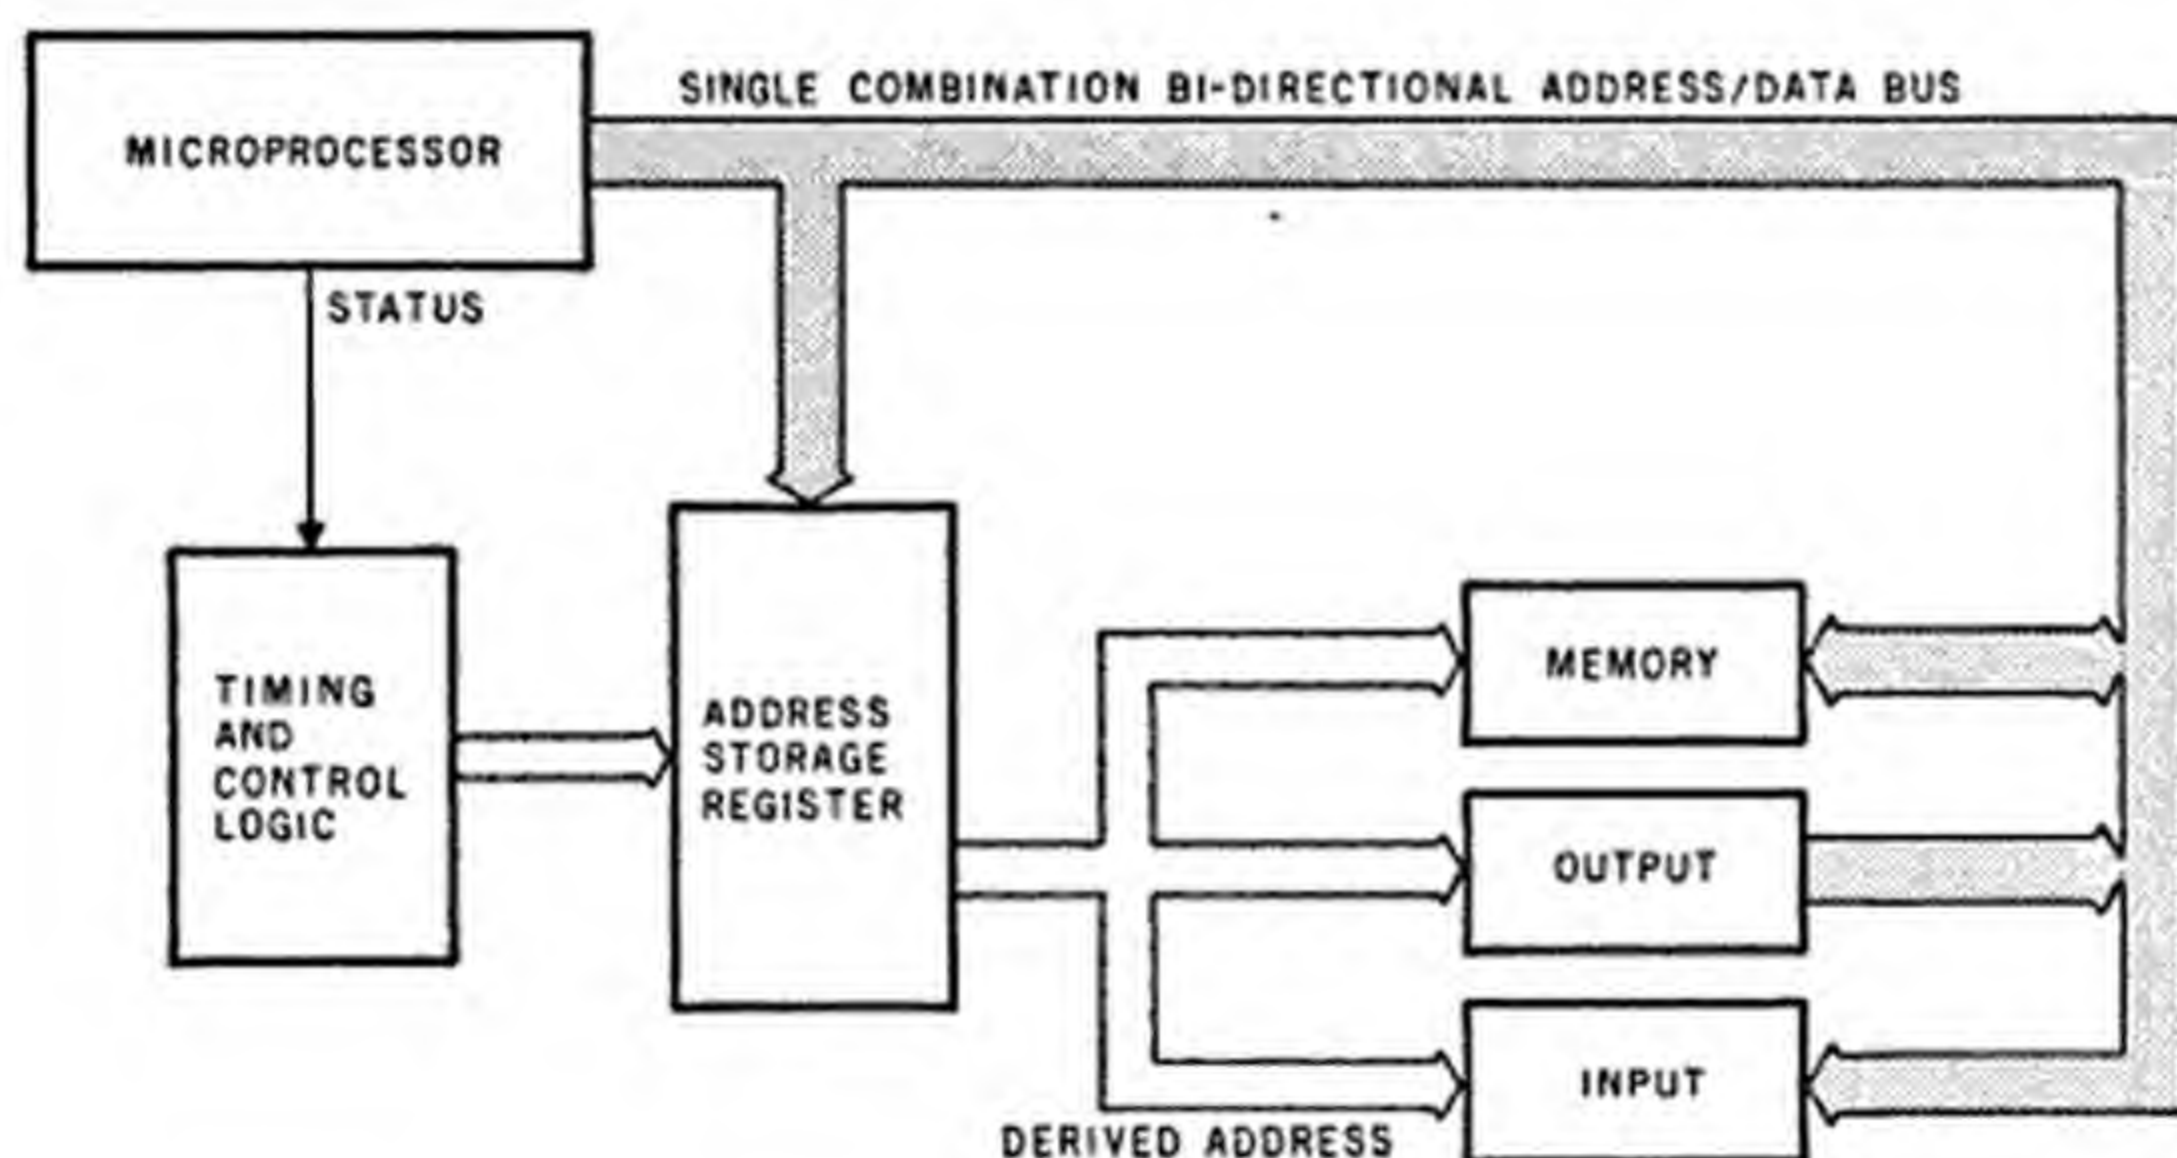 SINGLE COMBINATION BI-DIRECTIONAL ADDRESS/DATA BUS
MICROPROCESSOR
STATUS
TIMING
AND
CONTROL
LOGIC
ADDRESS
STORAGE
REGISTER
MEMORY
OUTPUT
INPUT
DERIVED ADDRESS